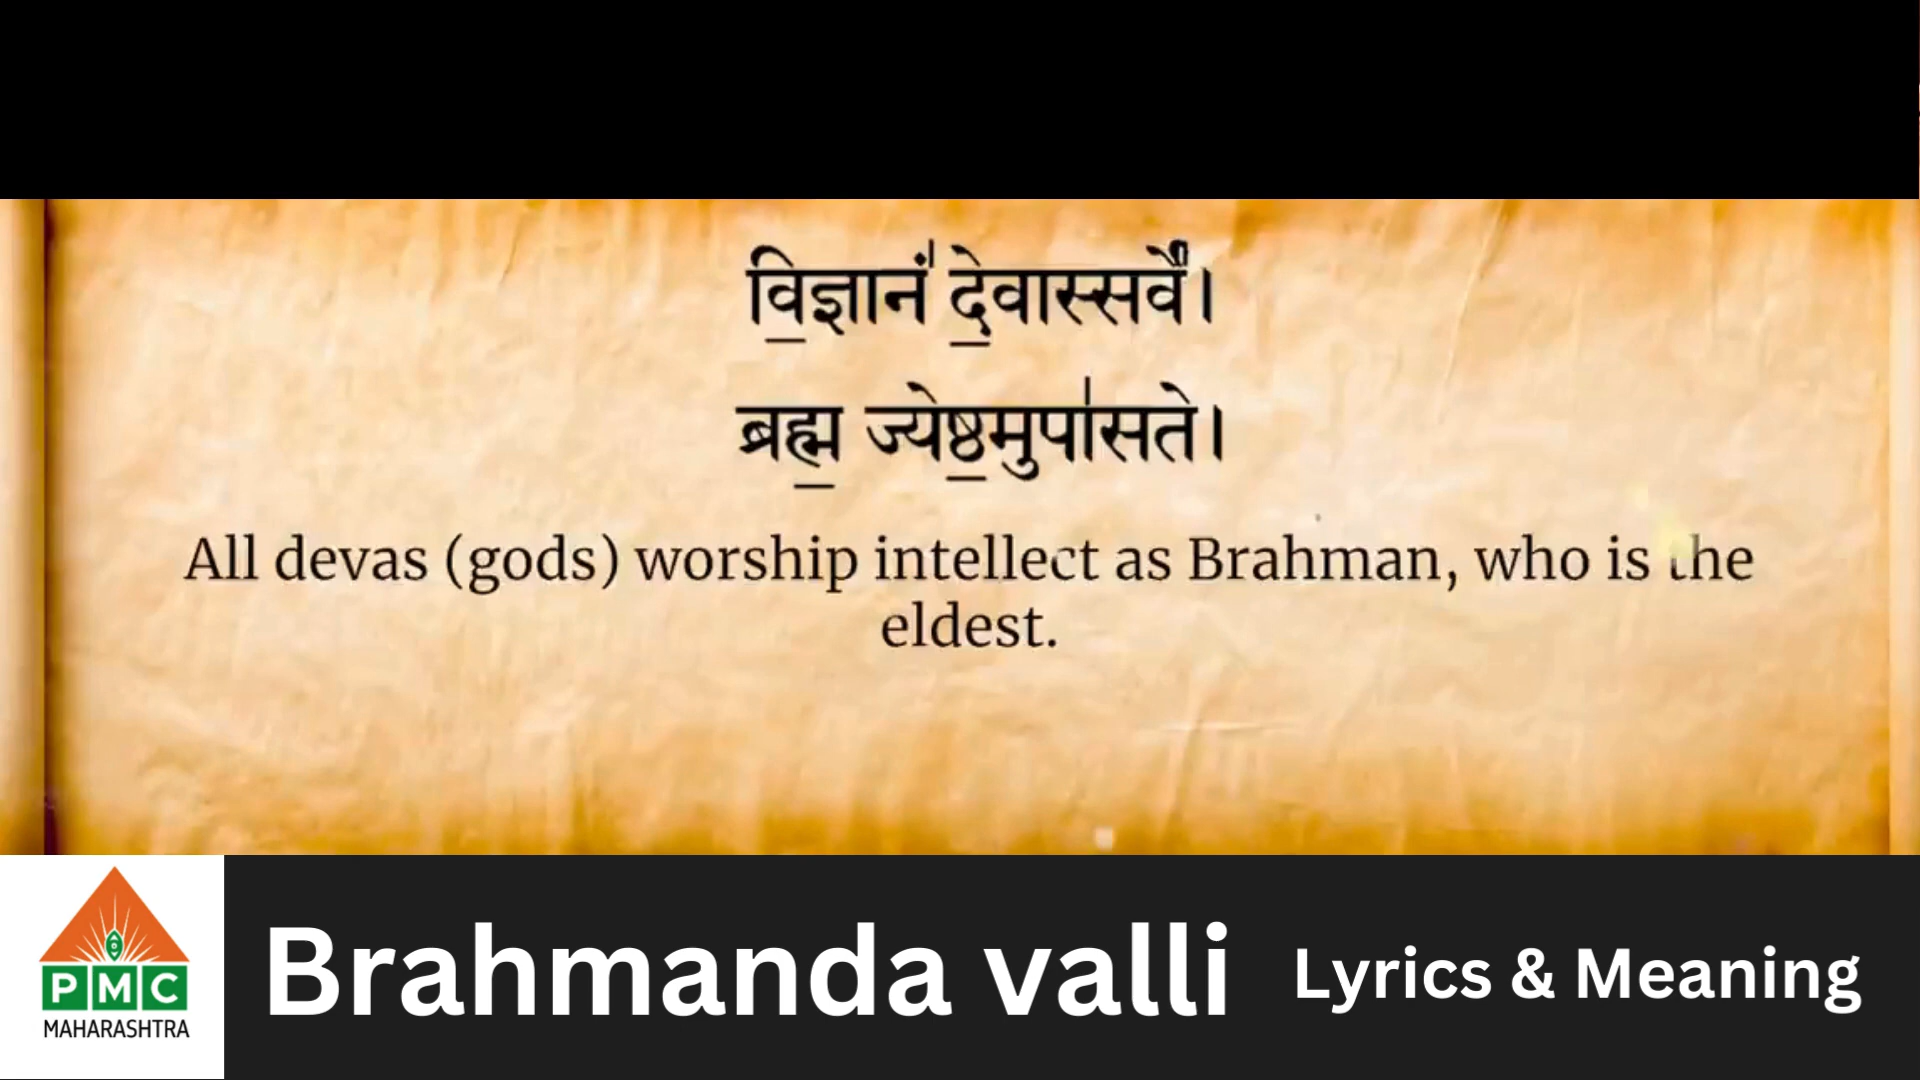 वि॒ज्ञानं॑ दे॒वास्सर्वे᳚।
ब्रह्म॒ ज्येष्ठ॒मुपा॑सते।
All devas (gods) worship intellect as Brahman, who is the
eldest.
PMC
MAHARASHTRA
Brahmanda valli Lyrics & Meaning